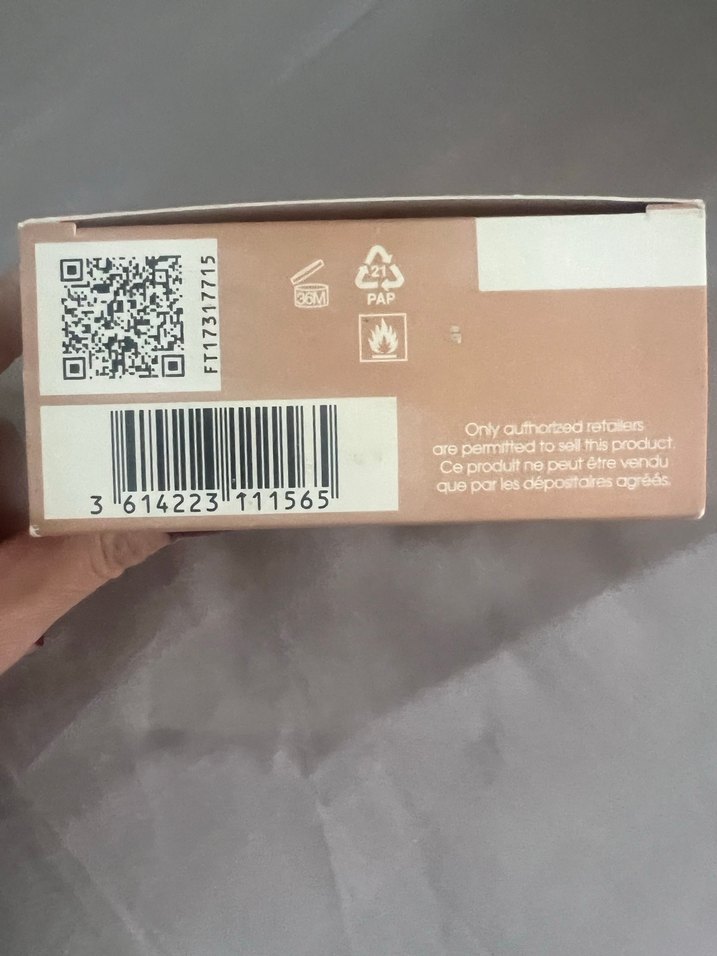 FT17317715
36M
21
PAP
3 614223 111565
Only authorized retailers
are permitted to sell this product.
Ce produit ne peut être vendu
que par les dépositaires agréés.